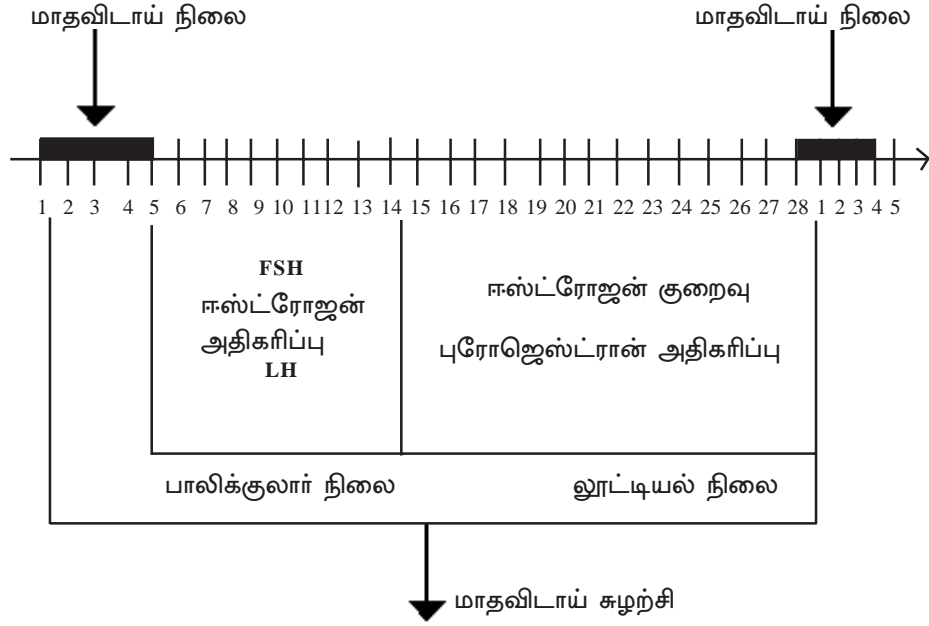 மாதவிடாய் நிலை மாதவிடாய் நிலை
1 2 3 4 5 6 7 8 9 10 11 12 13 14 15 16 17 18 19 20 21 22 23 24 25 26 27 28 1 2 3 4 5
FSH
ஈஸ்ட்ரோஜன்
அதிகரிப்பு
LH
ஈஸ்ட்ரோஜன் குறைவு
புரோஜெஸ்ட்ரான் அதிகரிப்பு
பாலிக்குலார் நிலை லூட்டியல் நிலை
மாதவிடாய் சுழற்சி